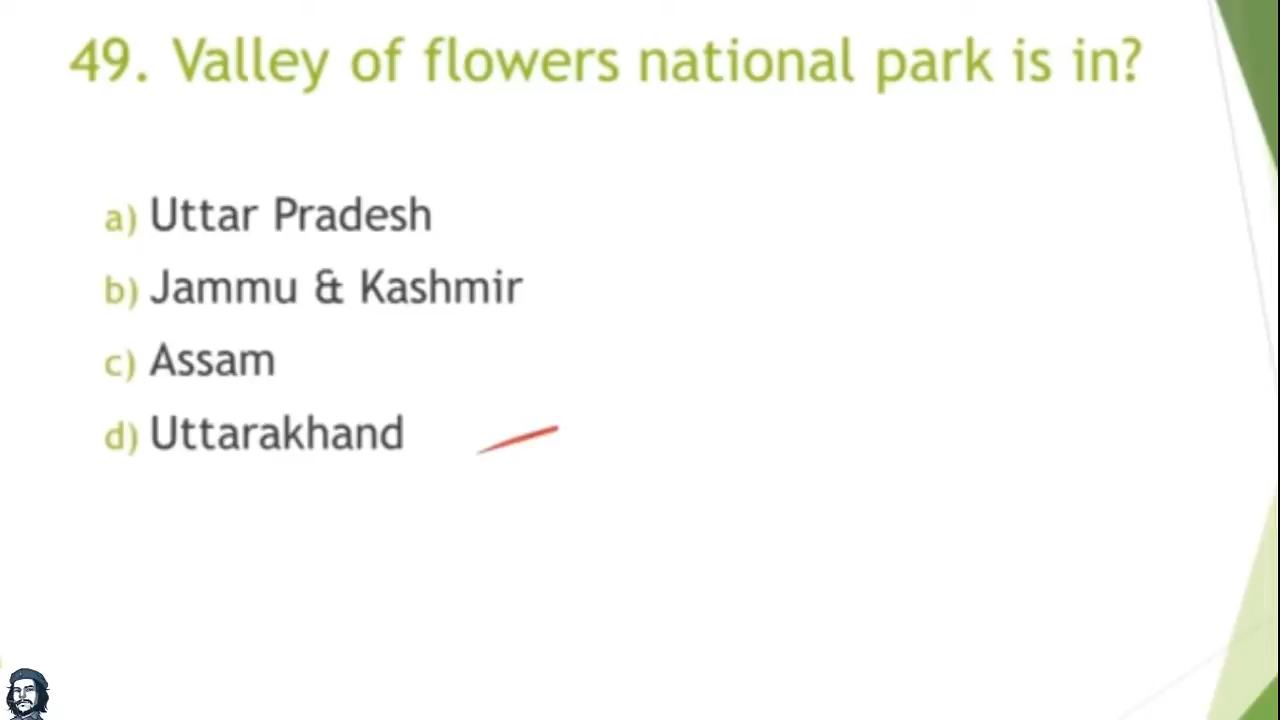 49. Valley of flowers national park is in?
a) Uttar Pradesh
b) Jammu & Kashmir
c) Assam
d) Uttarakhand